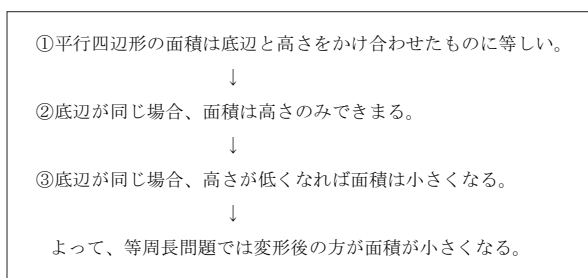 ①平行四辺形の面積は底辺と高さをかけ合わせたものに等しい。
↓
②底辺が同じ場合、面積は高さのみできまる。
↓
③底辺が同じ場合、高さが低くなれば面積は小さくなる。
↓
よって、等周長問題では変形後の方が面積が小さくなる。